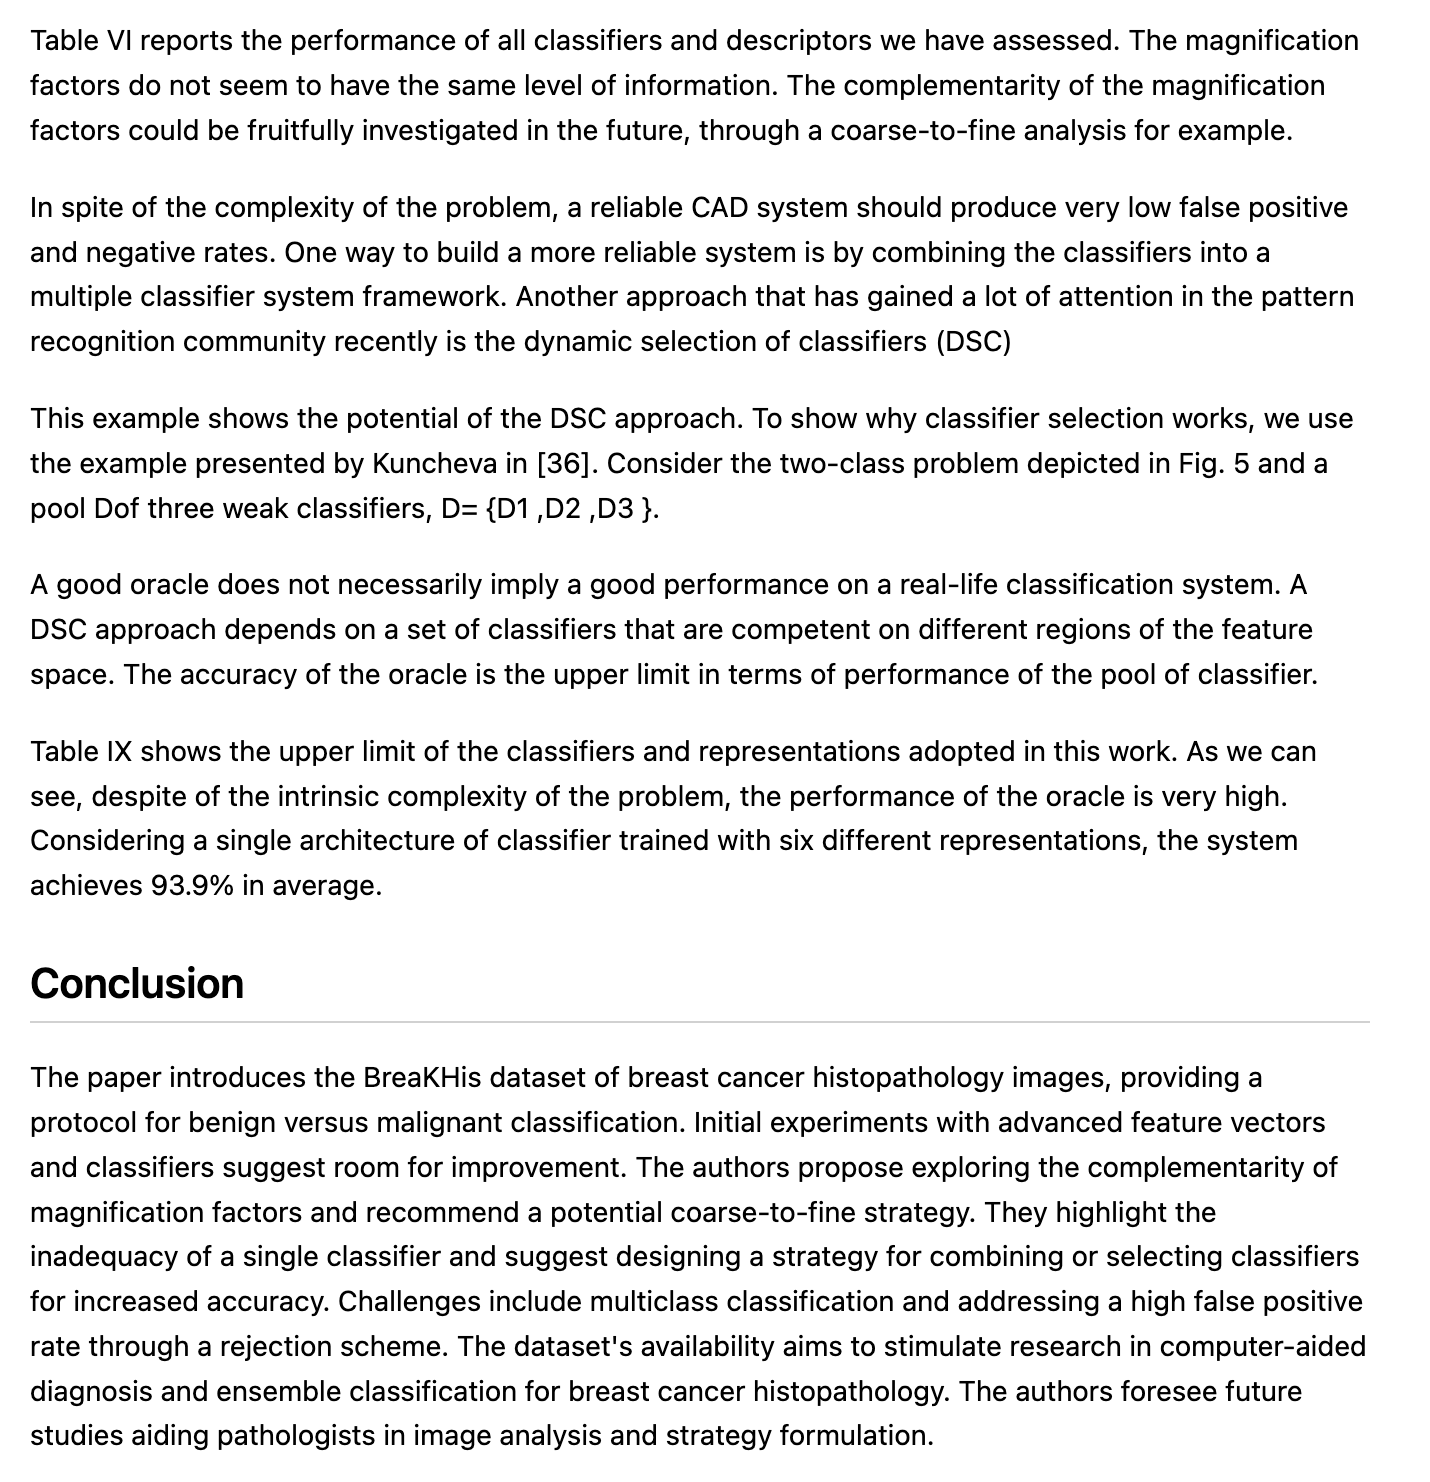 Table VI reports the performance of all classifiers and descriptors we have assessed. The magnification
factors do not seem to have the same level of information. The complementarity of the magnification
factors could be fruitfully investigated in the future, through a coarse-to-fine analysis for example.
In spite of the complexity of the problem, a reliable CAD system should produce very low false positive
and negative rates. One way to build a more reliable system is by combining the classifiers into a
multiple classifier system framework. Another approach that has gained a lot of attention in the pattern
recognition community recently is the dynamic selection of classifiers (DSC)
This example shows the potential of the DSC approach. To show why classifier selection works, we use
the example presented by Kuncheva in [36]. Consider the two-class problem depicted in Fig. 5 and a
pool Dof three weak classifiers, D= {D1 ,D2 ,D3 }.
A good oracle does not necessarily imply a good performance on a real-life classification system. A
DSC approach depends on a set of classifiers that are competent on different regions of the feature
space. The accuracy of the oracle is the upper limit in terms of performance of the pool of classifier.
Table IX shows the upper limit of the classifiers and representations adopted in this work. As we can
see, despite of the intrinsic complexity of the problem, the performance of the oracle is very high.
Considering a single architecture of classifier trained with six different representations, the system
achieves 93.9% in average.
Conclusion
The paper introduces the BreaKHis dataset of breast cancer histopathology images, providing a
protocol for benign versus malignant classification. Initial experiments with advanced feature vectors
and classifiers suggest room for improvement. The authors propose exploring the complementarity of
magnification factors and recommend a potential coarse-to-fine strategy. They highlight the
inadequacy of a single classifier and suggest designing a strategy for combining or selecting classifiers
for increased accuracy. Challenges include multiclass classification and addressing a high false positive
rate through a rejection scheme. The dataset's availability aims to stimulate research in computer-aided
diagnosis and ensemble classification for breast cancer histopathology. The authors foresee future
studies aiding pathologists in image analysis and strategy formulation.